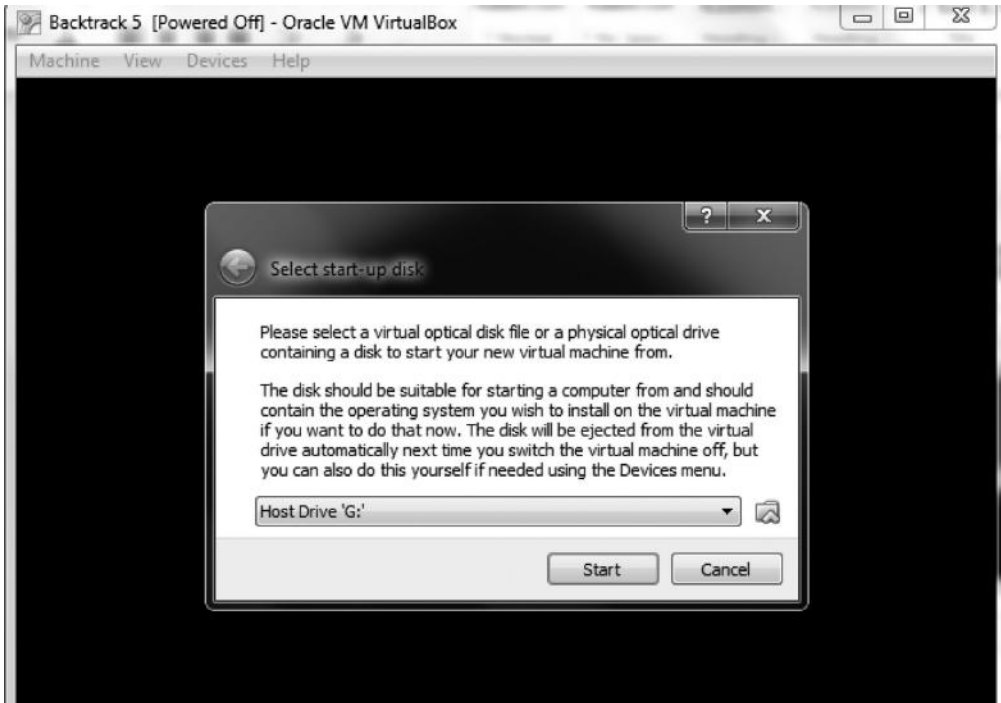 Backtrack 5 [Powered Off] - Oracle VM VirtualBox
Machine View Devices Help
? X
Select start-up disk
Please select a virtual optical disk file or a physical optical drive
containing a disk to start your new virtual machine from.
The disk should be suitable for starting a computer from and should
contain the operating system you wish to install on the virtual machine
if you want to do that now. The disk will be ejected from the virtual
drive automatically next time you switch the virtual machine off, but
you can also do this yourself if needed using the Devices menu.
Host Drive 'G:'
Start Cancel